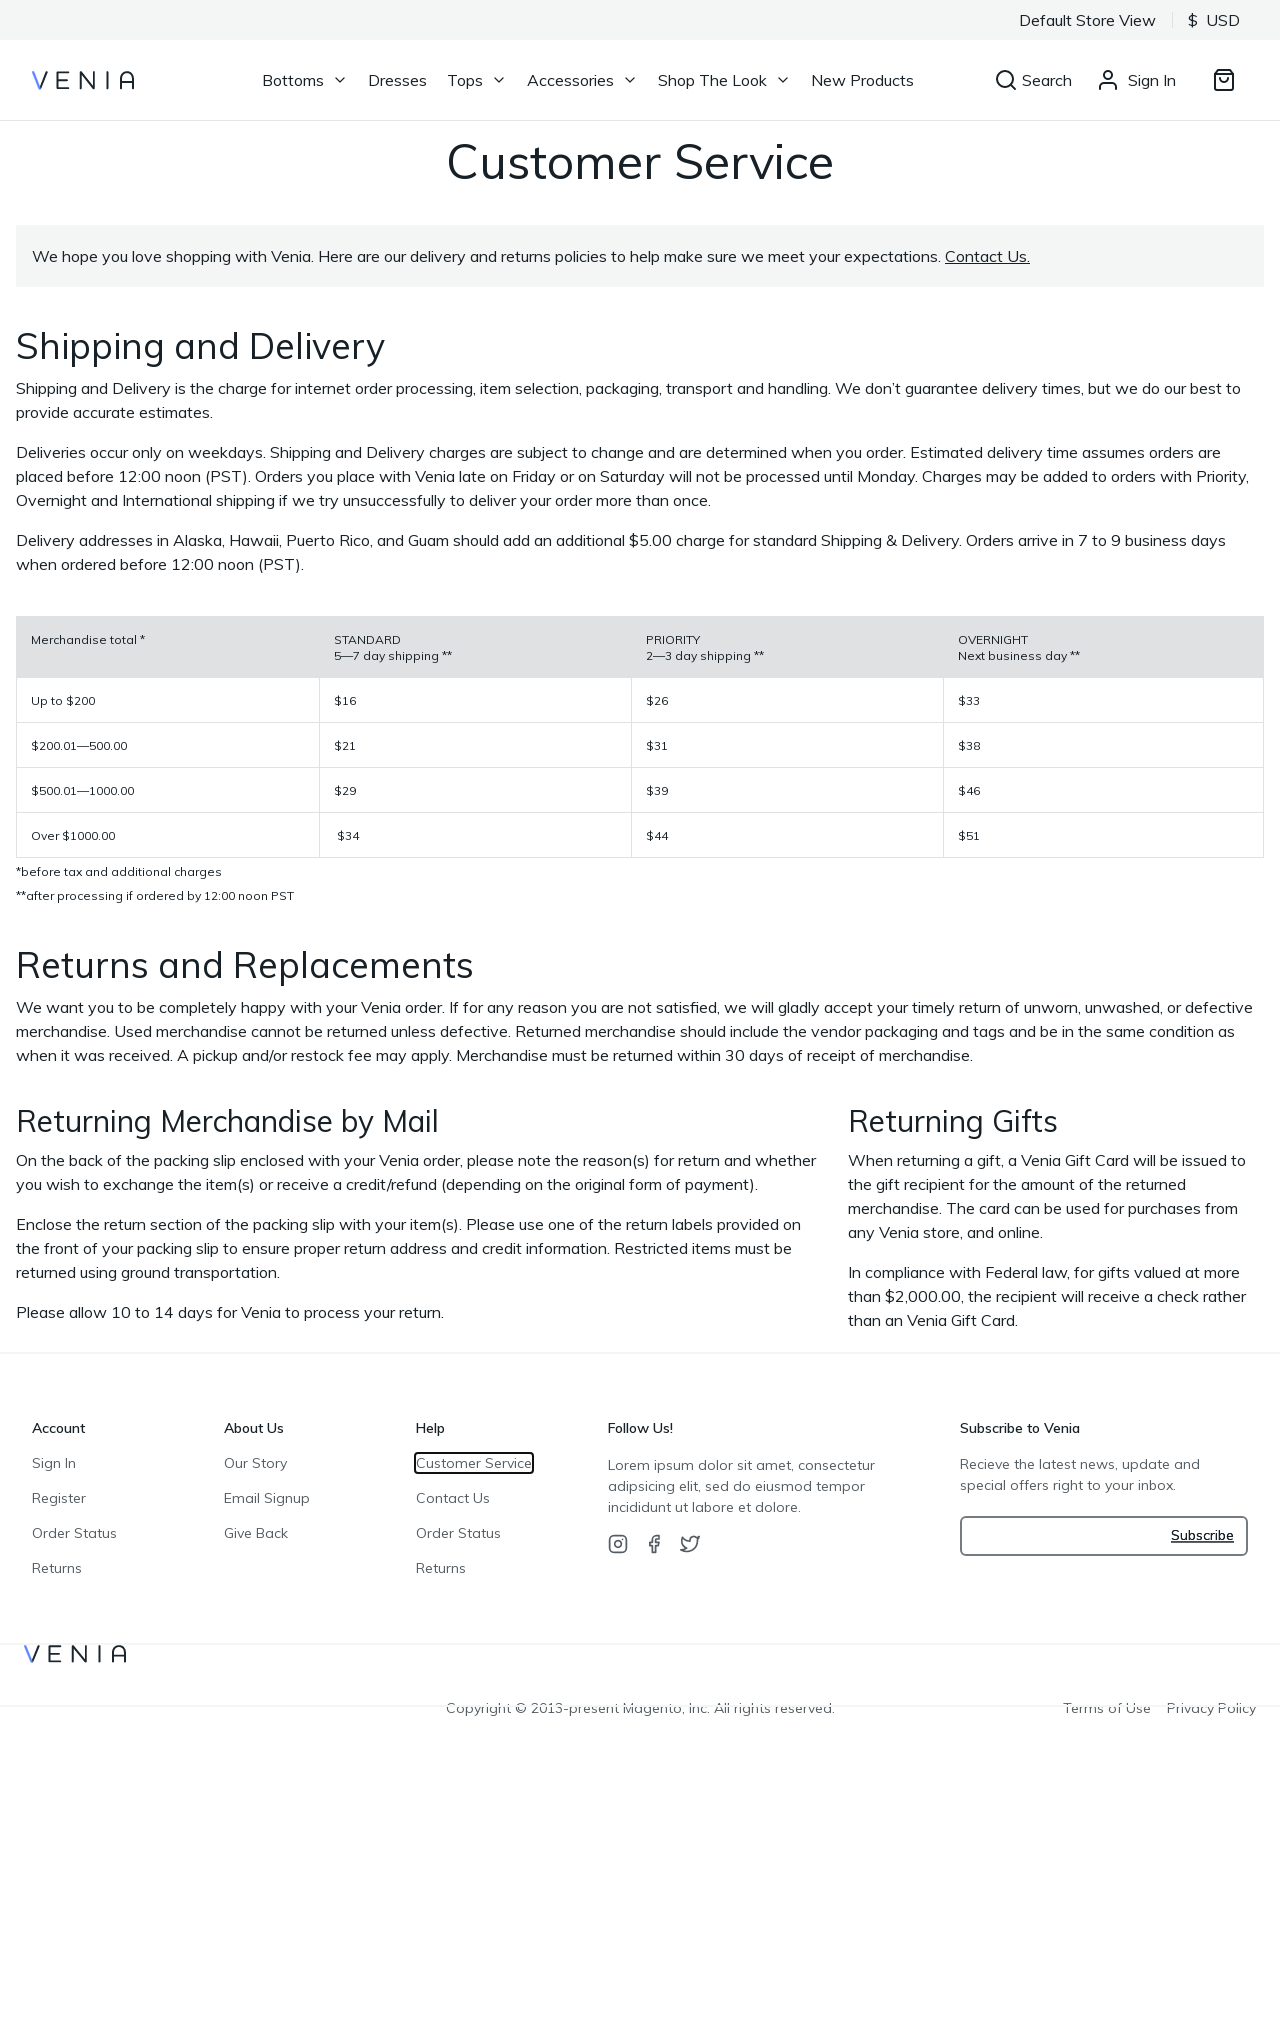 Default Store View
$ USD
VENIA
Bottoms
Dresses
Tops
Accessories
Shop The Look
New Products
Search
Sign In
Customer Service
We hope you love shopping with Venia. Here are our delivery and returns policies to help make sure we meet your expectations. Contact Us.
Shipping and Delivery
Shipping and Delivery is the charge for internet order processing, item selection, packaging, transport and handling. We don’t guarantee delivery times, but we do our best to
provide accurate estimates.
Deliveries occur only on weekdays. Shipping and Delivery charges are subject to change and are determined when you order. Estimated delivery time assumes orders are
placed before 12:00 noon (PST). Orders you place with Venia late on Friday or on Saturday will not be processed until Monday. Charges may be added to orders with Priority,
Overnight and International shipping if we try unsuccessfully to deliver your order more than once.
Delivery addresses in Alaska, Hawaii, Puerto Rico, and Guam should add an additional $5.00 charge for standard Shipping & Delivery. Orders arrive in 7 to 9 business days
when ordered before 12:00 noon (PST).
Merchandise total *
STANDARD
5—7 day shipping **
PRIORITY
2—3 day shipping **
OVERNIGHT
Next business day **
Up to $200
$16
$26
$33
$200.01—500.00
$21
$31
$38
$500.01—1000.00
$29
$39
$46
Over $1000.00
$34
$44
$51
*before tax and additional charges
**after processing if ordered by 12:00 noon PST
Returns and Replacements
We want you to be completely happy with your Venia order. If for any reason you are not satisfied, we will gladly accept your timely return of unworn, unwashed, or defective
merchandise. Used merchandise cannot be returned unless defective. Returned merchandise should include the vendor packaging and tags and be in the same condition as
when it was received. A pickup and/or restock fee may apply. Merchandise must be returned within 30 days of receipt of merchandise.
Returning Merchandise by Mail
On the back of the packing slip enclosed with your Venia order, please note the reason(s) for return and whether
you wish to exchange the item(s) or receive a credit/refund (depending on the original form of payment).
Enclose the return section of the packing slip with your item(s). Please use one of the return labels provided on
the front of your packing slip to ensure proper return address and credit information. Restricted items must be
returned using ground transportation.
Please allow 10 to 14 days for Venia to process your return.
Returning Gifts
When returning a gift, a Venia Gift Card will be issued to
the gift recipient for the amount of the returned
merchandise. The card can be used for purchases from
any Venia store, and online.
In compliance with Federal law, for gifts valued at more
than $2,000.00, the recipient will receive a check rather
than an Venia Gift Card.
Account
Sign In
Register
Order Status
Returns
About Us
Our Story
Email Signup
Give Back
Help
Customer Service
Contact Us
Order Status
Returns
Follow Us!
Lorem ipsum dolor sit amet, consectetur
adipiscing elit, sed do eiusmod tempor
incididunt ut labore et dolore.
Subscribe to Venia
Recieve the latest news, update and
special offers right to your inbox.
Subscribe
VENIA
Copyright © 2013-present Magento, Inc. All rights reserved.
Terms of Use
Privacy Policy